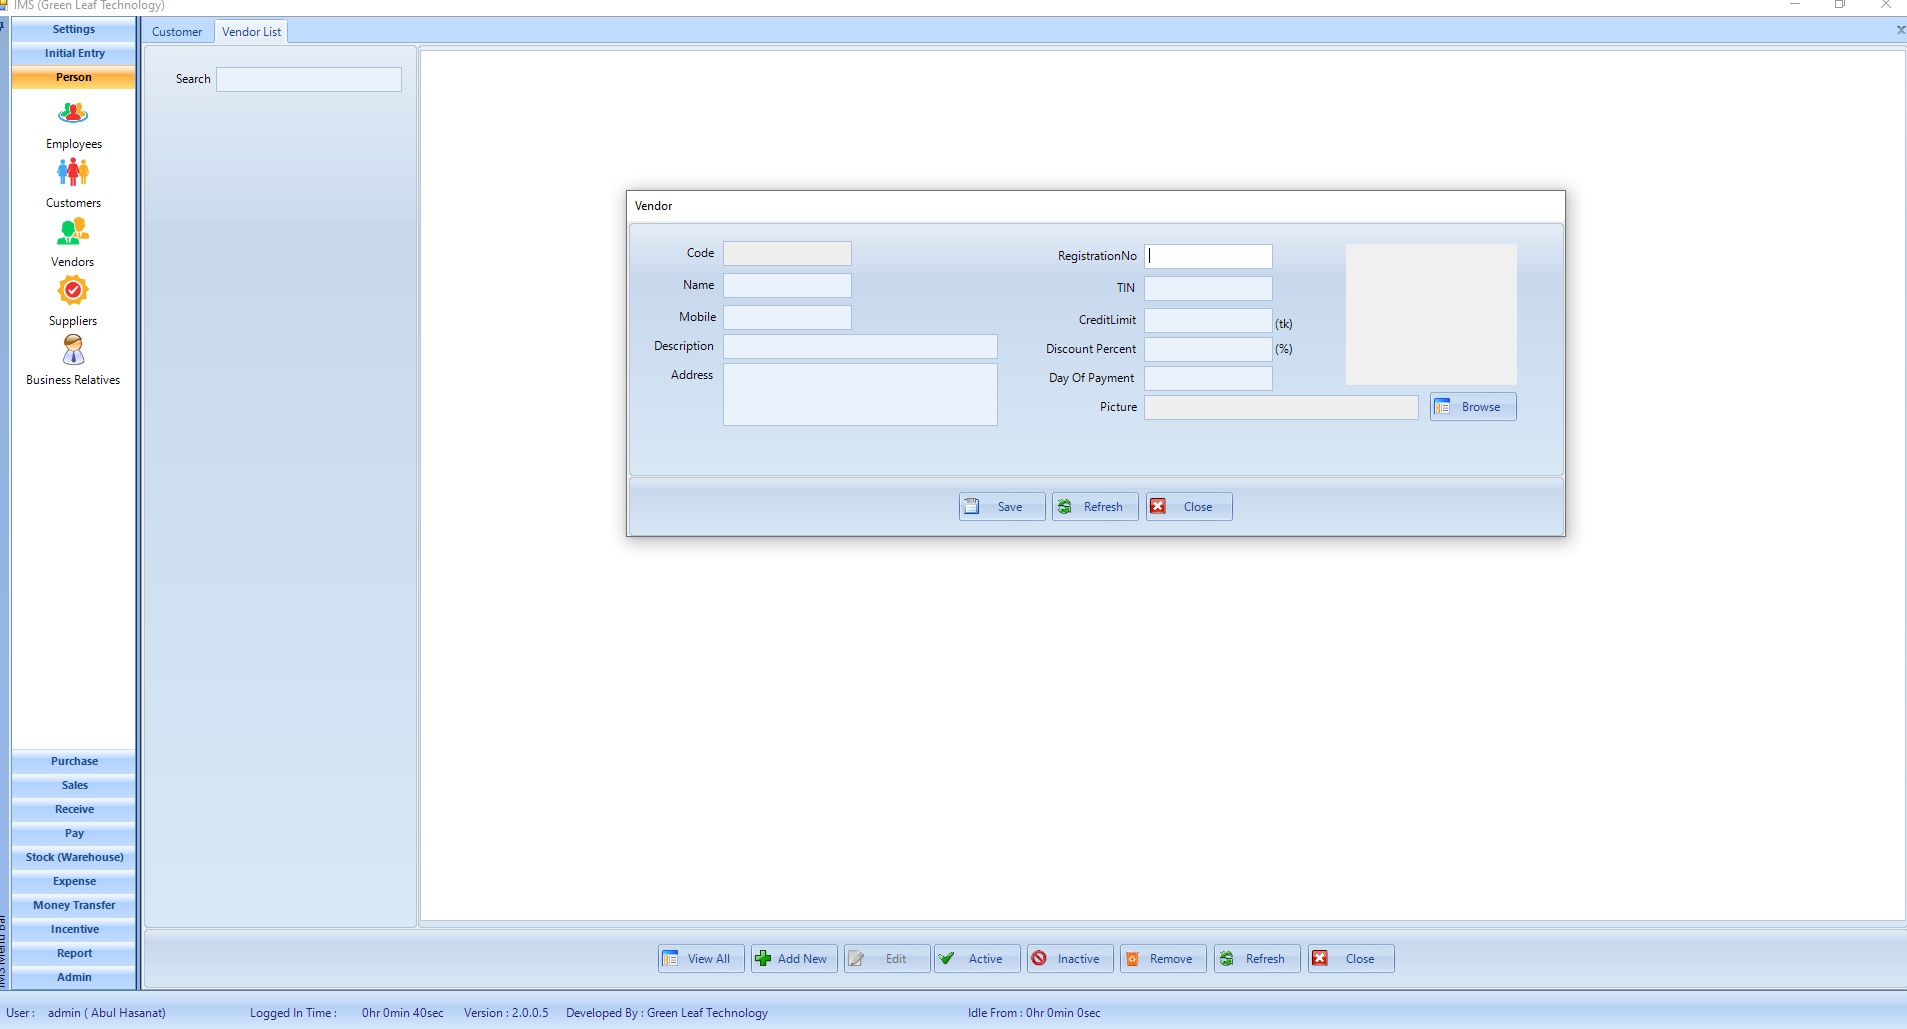 IMS (Green Leaf Technology)
Settings
Initial Entry
Person
Employees
Customers
Vendors
Suppliers
Business Relatives
Purchase
Sales
Receive
Pay
Stock (Warehouse)
Expense
Money Transfer
Incentive
Report
Admin
IMS Menu Bar
Customer
Vendor List
Search
Vendor
Code
Name
Mobile
Description
Address
RegistrationNo
TIN
CreditLimit (tk)
Discount Percent (%)
Day Of Payment
Picture
Browse
Save Refresh Close
View All Add New Edit Active Inactive Remove Refresh Close
User : admin ( Abul Hasanat) Logged In Time : 0hr 0min 40sec Version : 2.0.0.5 Developed By : Green Leaf Technology Idle From : 0hr 0min 0sec